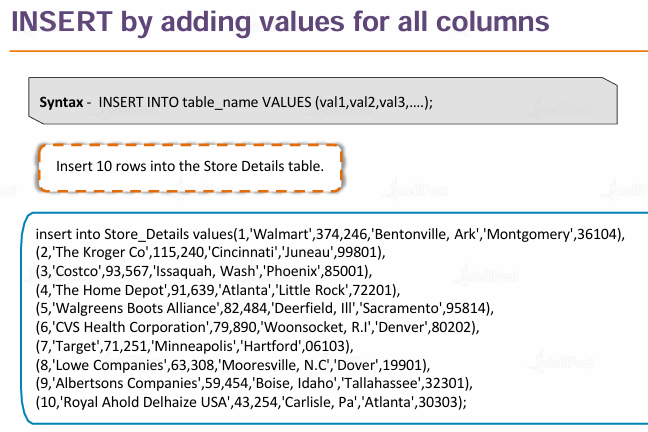 INSERT by adding values for all columns
Syntax - INSERT INTO table_name VALUES (val1,val2,val3,....);
Insert 10 rows into the Store Details table.
insert into Store_Details values(1,'Walmart',374,246,'Bentonville, Ark','Montgomery',36104),
(2,'The Kroger Co',115,240,'Cincinnati','Juneau',99801),
(3,'Costco',93,567,'Issaquah, Wash','Phoenix',85001),
(4,'The Home Depot',91,639,'Atlanta','Little Rock',72201),
(5,'Walgreens Boots Alliance',82,484,'Deerfield, Ill','Sacramento',95814),
(6,'CVS Health Corporation',79,890,'Woonsocket, R.I','Denver',80202),
(7,'Target',71,251,'Minneapolis','Hartford',06103),
(8,'Lowe Companies',63,308,'Mooresville, N.C','Dover',19901),
(9,'Albertsons Companies',59,454,'Boise, Idaho','Tallahassee',32301),
(10,'Royal Ahold Delhaize USA',43,254,'Carlisle, Pa','Atlanta',30303);